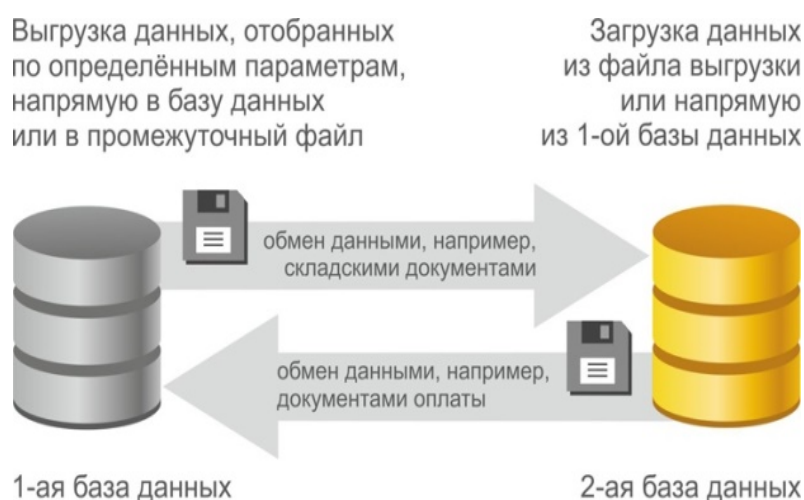 Выгрузка данных, отобранных
по определённым параметрам,
напрямую в базу данных
или в промежуточный файл
Загрузка данных
из файла выгрузки
или напрямую
из 1-ой базы данных
обмен данными, например,
складскими документами
обмен данными, например,
документами оплаты
1-ая база данных
2-ая база данных